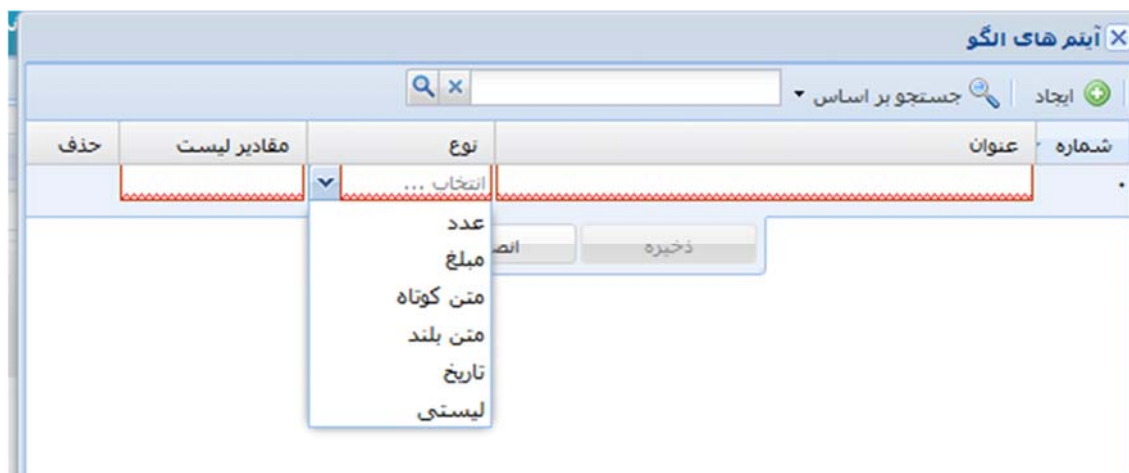 آیتم های الگو
ایجاد جستجو بر اساس
شماره عنوان نوع مقادیر لیست حذف
۰ انتخاب ...
عدد
ذخیره
مبلغ
متن کوتاه
متن بلند
تاریخ
لیستی